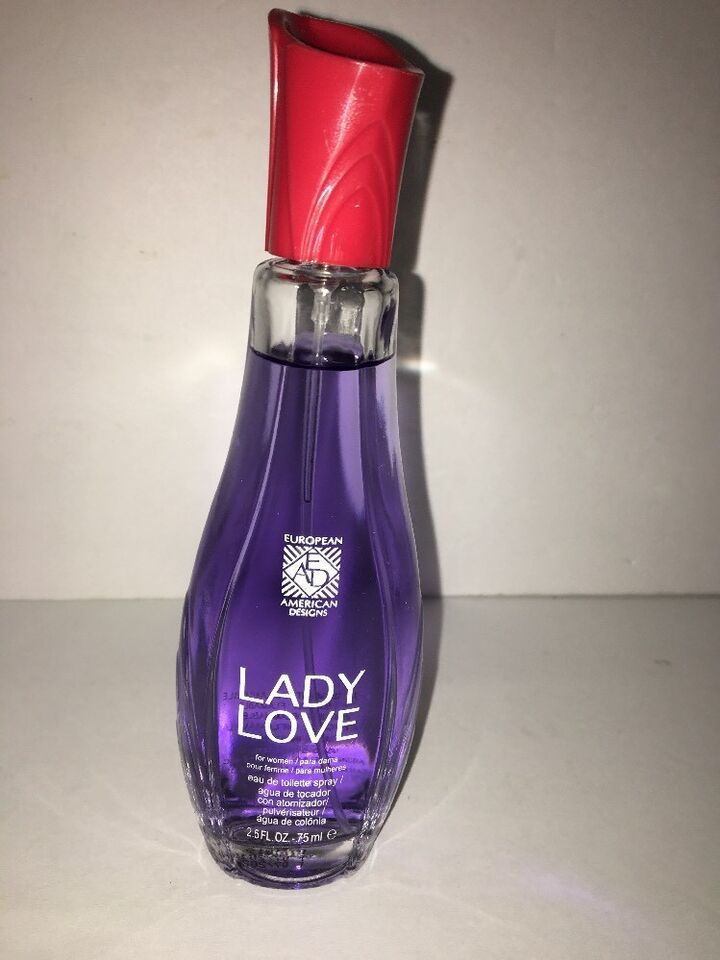 EUROPEAN
EAD
AMERICAN
DESIGNS
LADY
LOVE
for women / para dama
pour femme / para mulheres
eau de toilette spray /
agua de tocador
con atomizador/
pulvérisateur /
água de colônia
2.5 FL. OZ. - 75 ml ℮